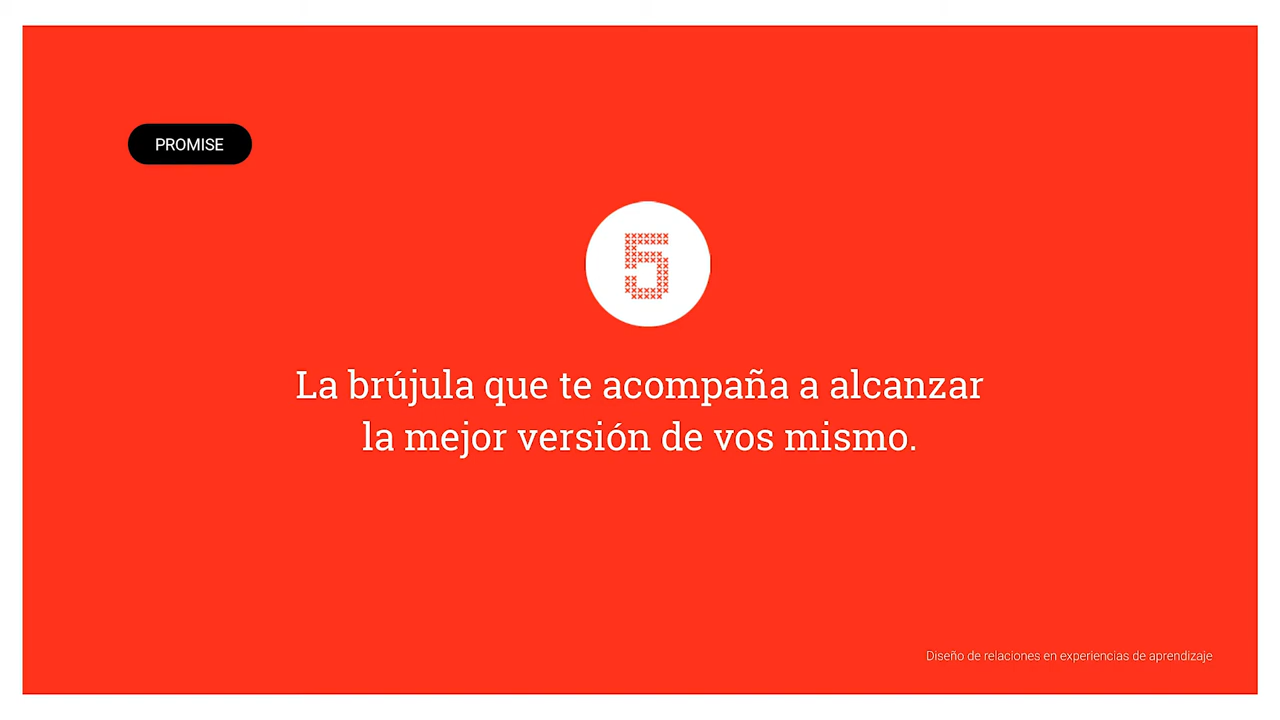 PROMISE
5
La brújula que te acompaña a alcanzar
la mejor versión de vos mismo.
Diseño de relaciones en experiencias de aprendizaje